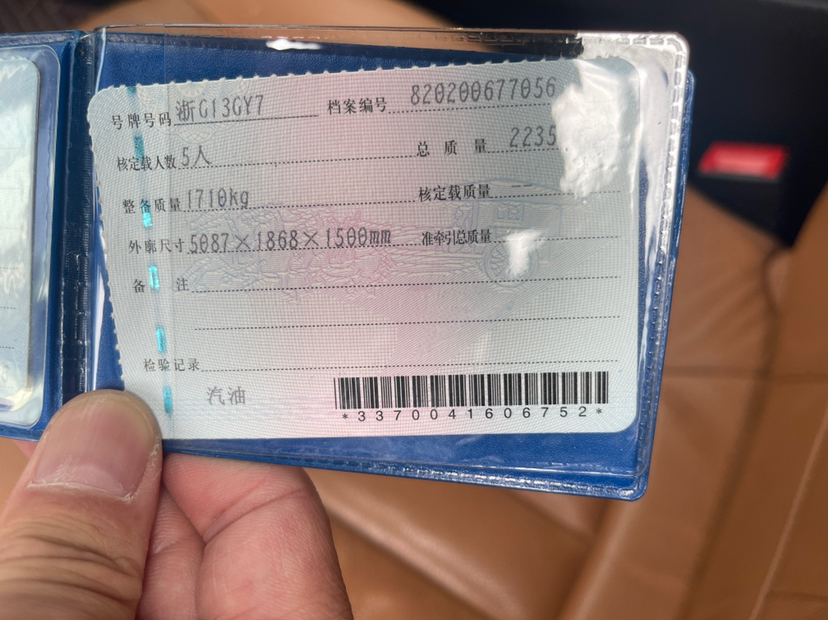 号牌号码 浙G13GY7 档案编号 820200677056
核定载人数 5人 总质量 2235
整备质量 1710kg 核定载质量
外廓尺寸 5087×1868×1500mm 准牵引总质量
备注
检验记录
汽油
*3370041606752*